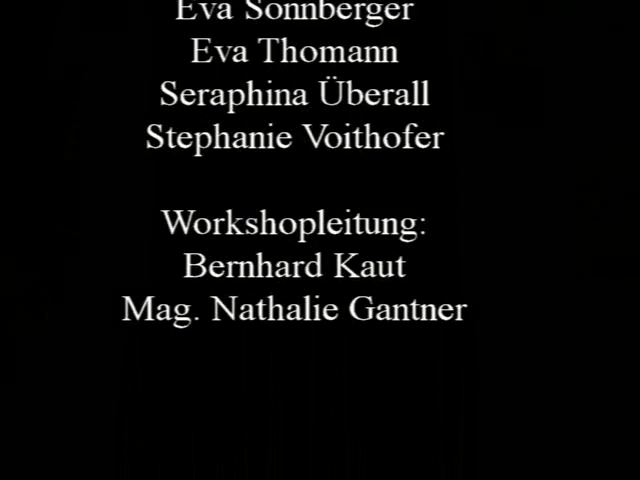 Eva Sonnberger
Eva Thomann
Seraphina Überall
Stephanie Voithofer
Workshopleitung:
Bernhard Kaut
Mag. Nathalie Gantner